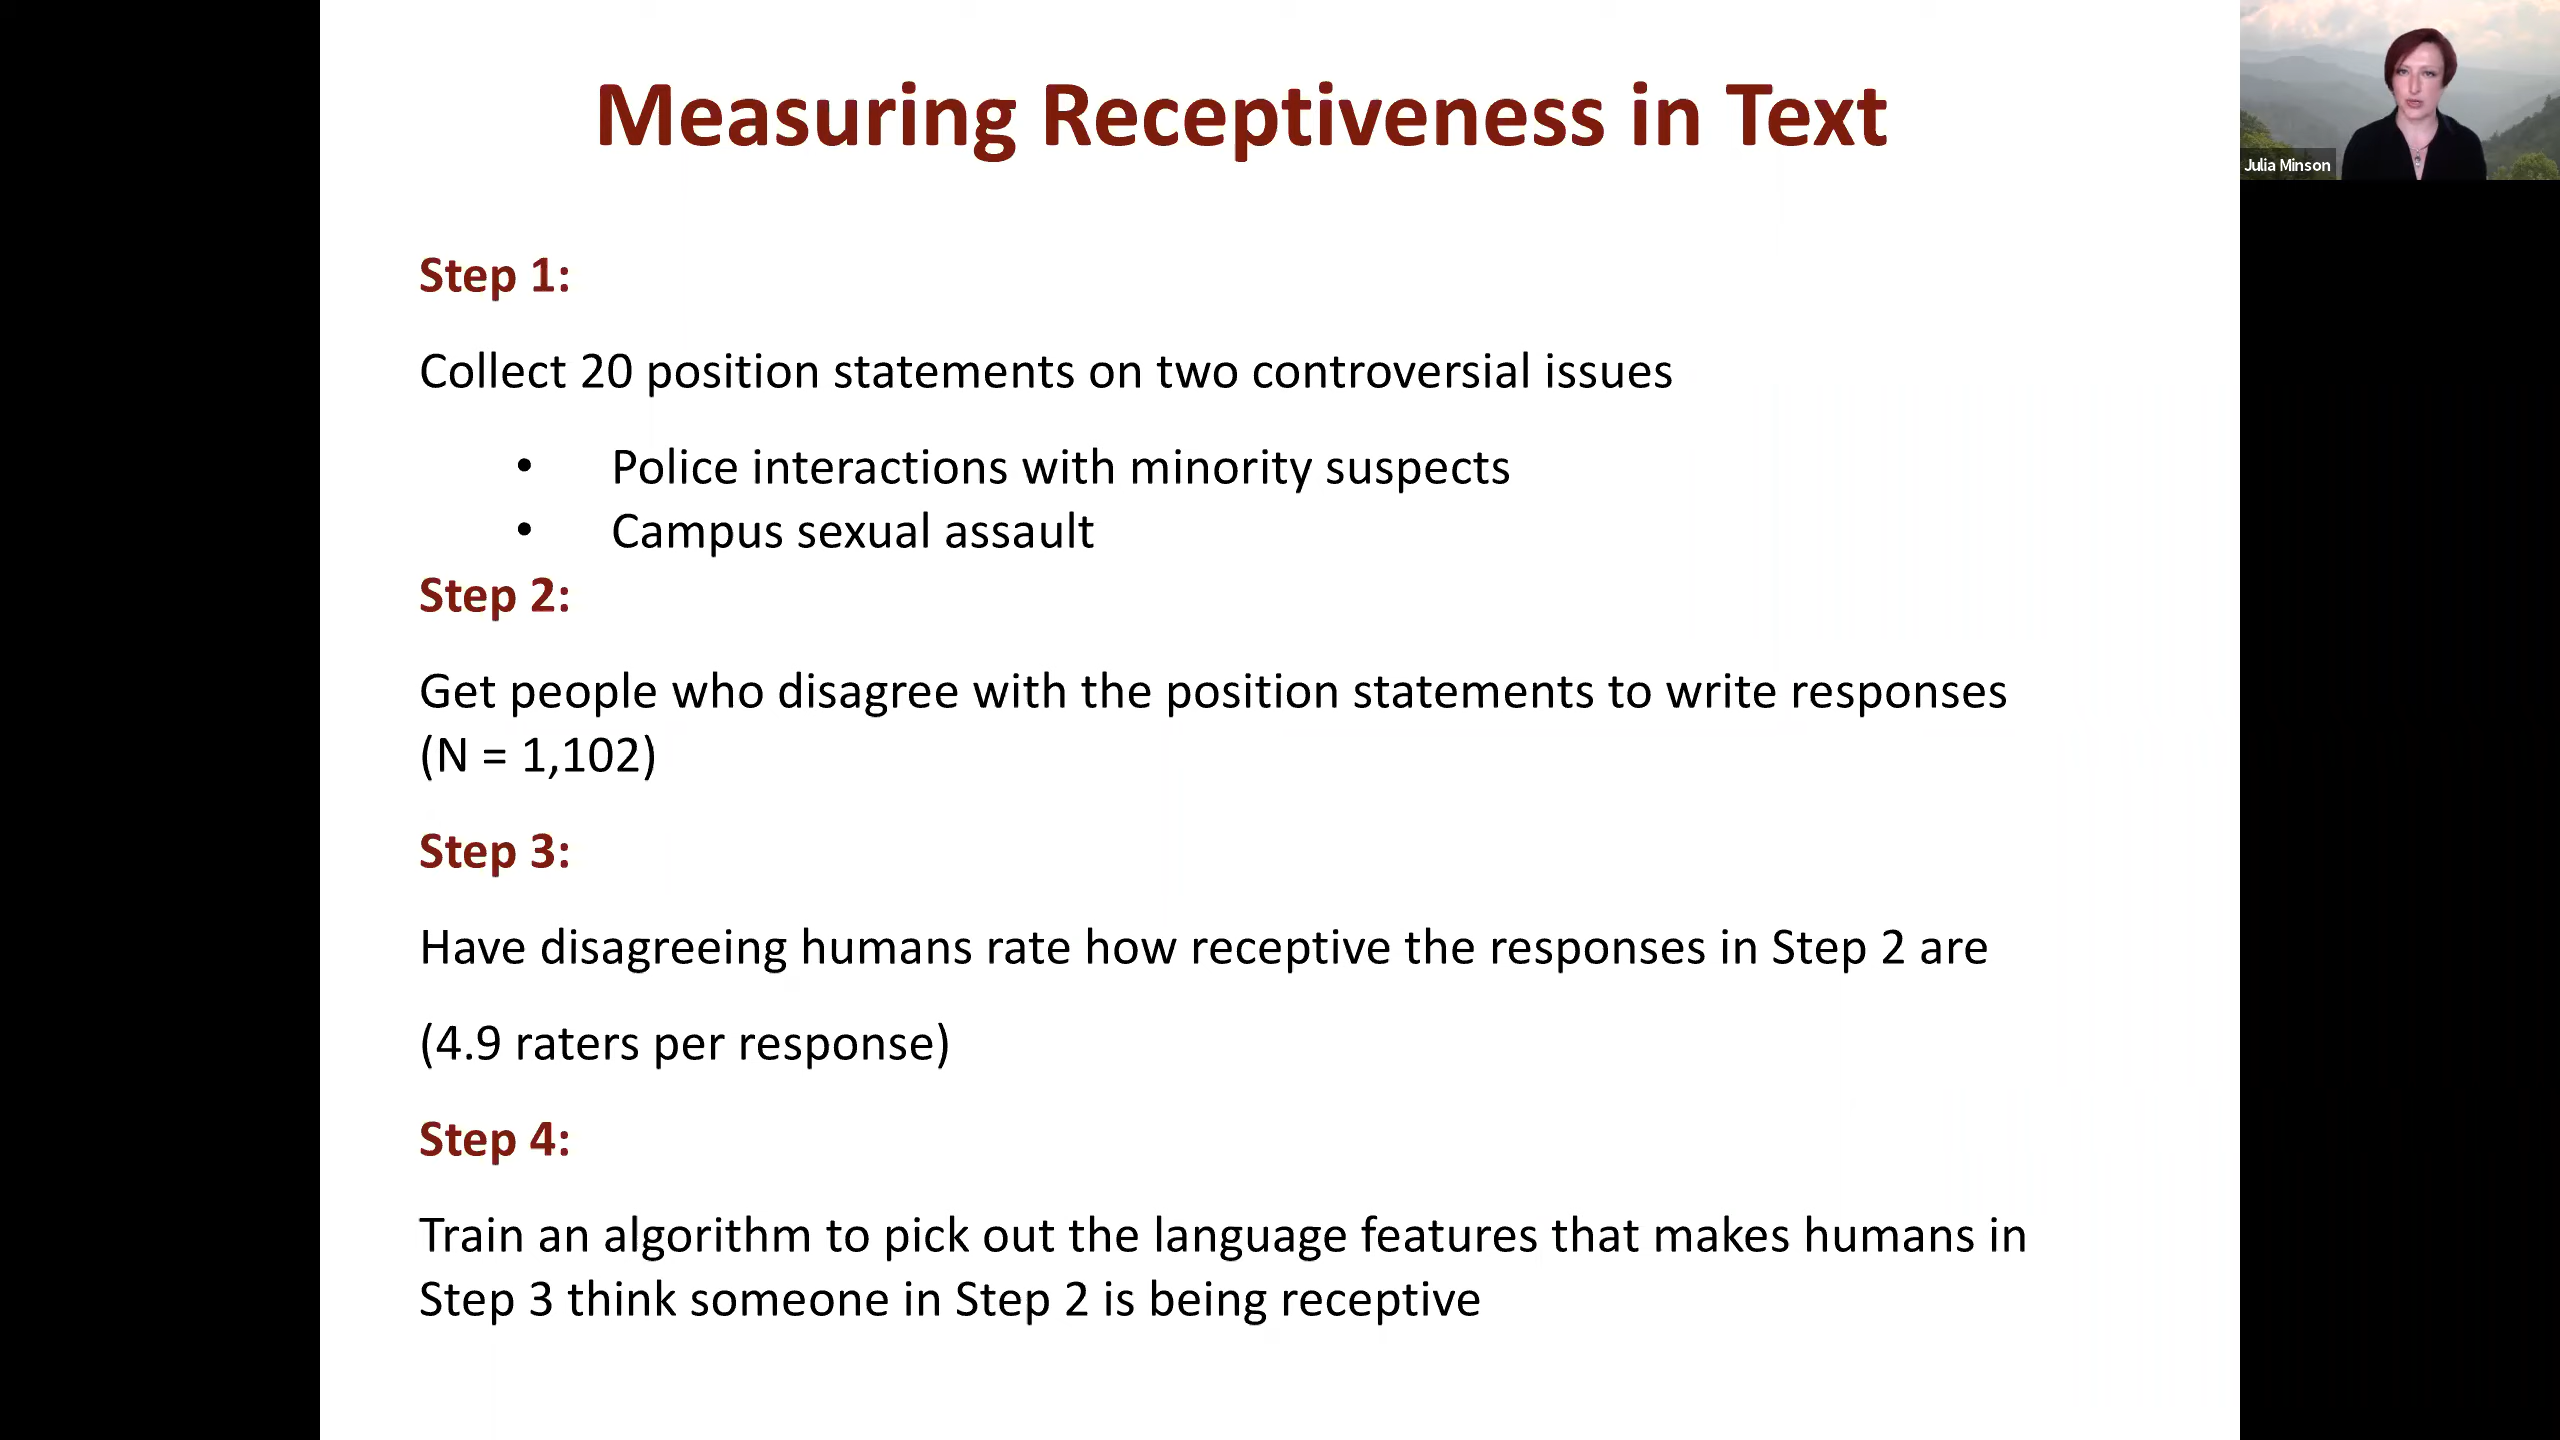 Measuring Receptiveness in Text
Julia Minson
Step 1:
Collect 20 position statements on two controversial issues
• Police interactions with minority suspects
• Campus sexual assault
Step 2:
Get people who disagree with the position statements to write responses
(N = 1,102)
Step 3:
Have disagreeing humans rate how receptive the responses in Step 2 are
(4.9 raters per response)
Step 4:
Train an algorithm to pick out the language features that makes humans in
Step 3 think someone in Step 2 is being receptive